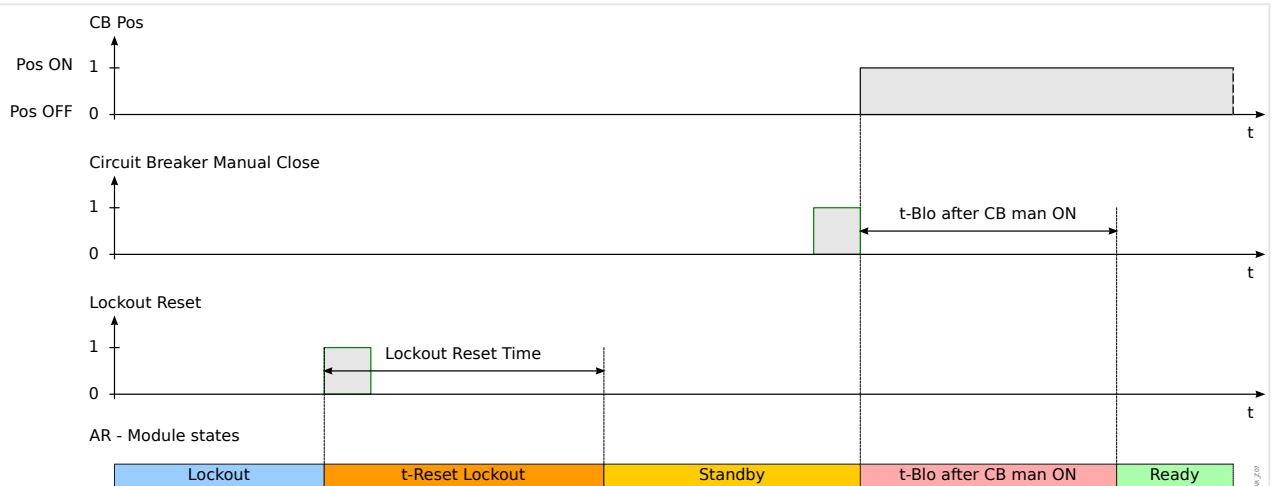 CB Pos
Pos ON 1
Pos OFF 0
t
Circuit Breaker Manual Close
1
t-Blo after CB man ON
0
t
Lockout Reset
1
Lockout Reset Time
0
t
AR - Module states
Lockout t-Reset Lockout Standby t-Blo after CB man ON Ready